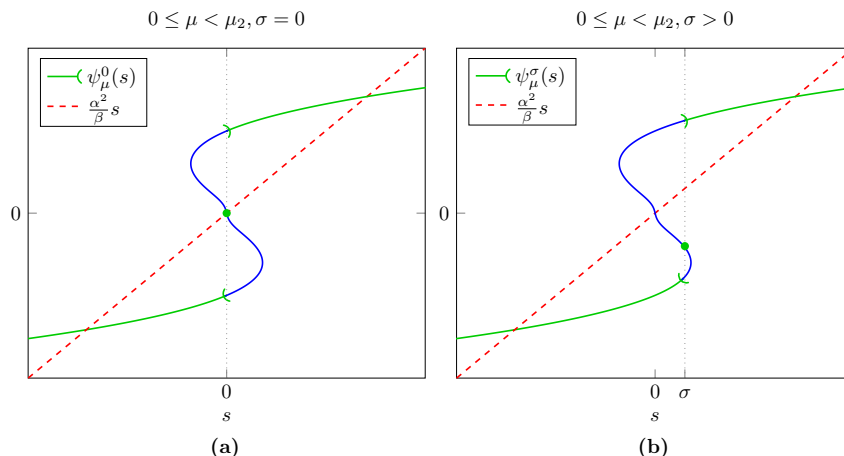 0 ≤ μ < μ₂, σ = 0
ψ⁰_μ(s)
α²/β s
0
0
s
(a)
0 ≤ μ < μ₂, σ > 0
ψ^σ_μ(s)
α²/β s
0
0 σ
s
(b)